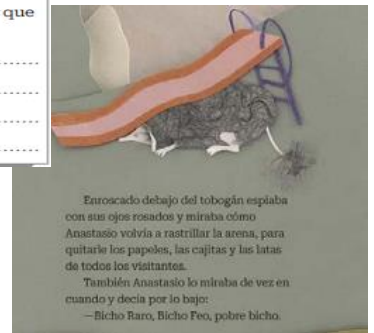 que
Enroscado debajo del tobogán espiaba
con sus ojos rosados y miraba cómo
Anastasio volvía a rastrillar la arena, para
quitarle los papeles, las cajitas y las latas
de todos los visitantes.
También Anastasio lo miraba de vez en
cuando y decía por lo bajo:
—Bicho Raro, Bicho Feo, pobre bicho.